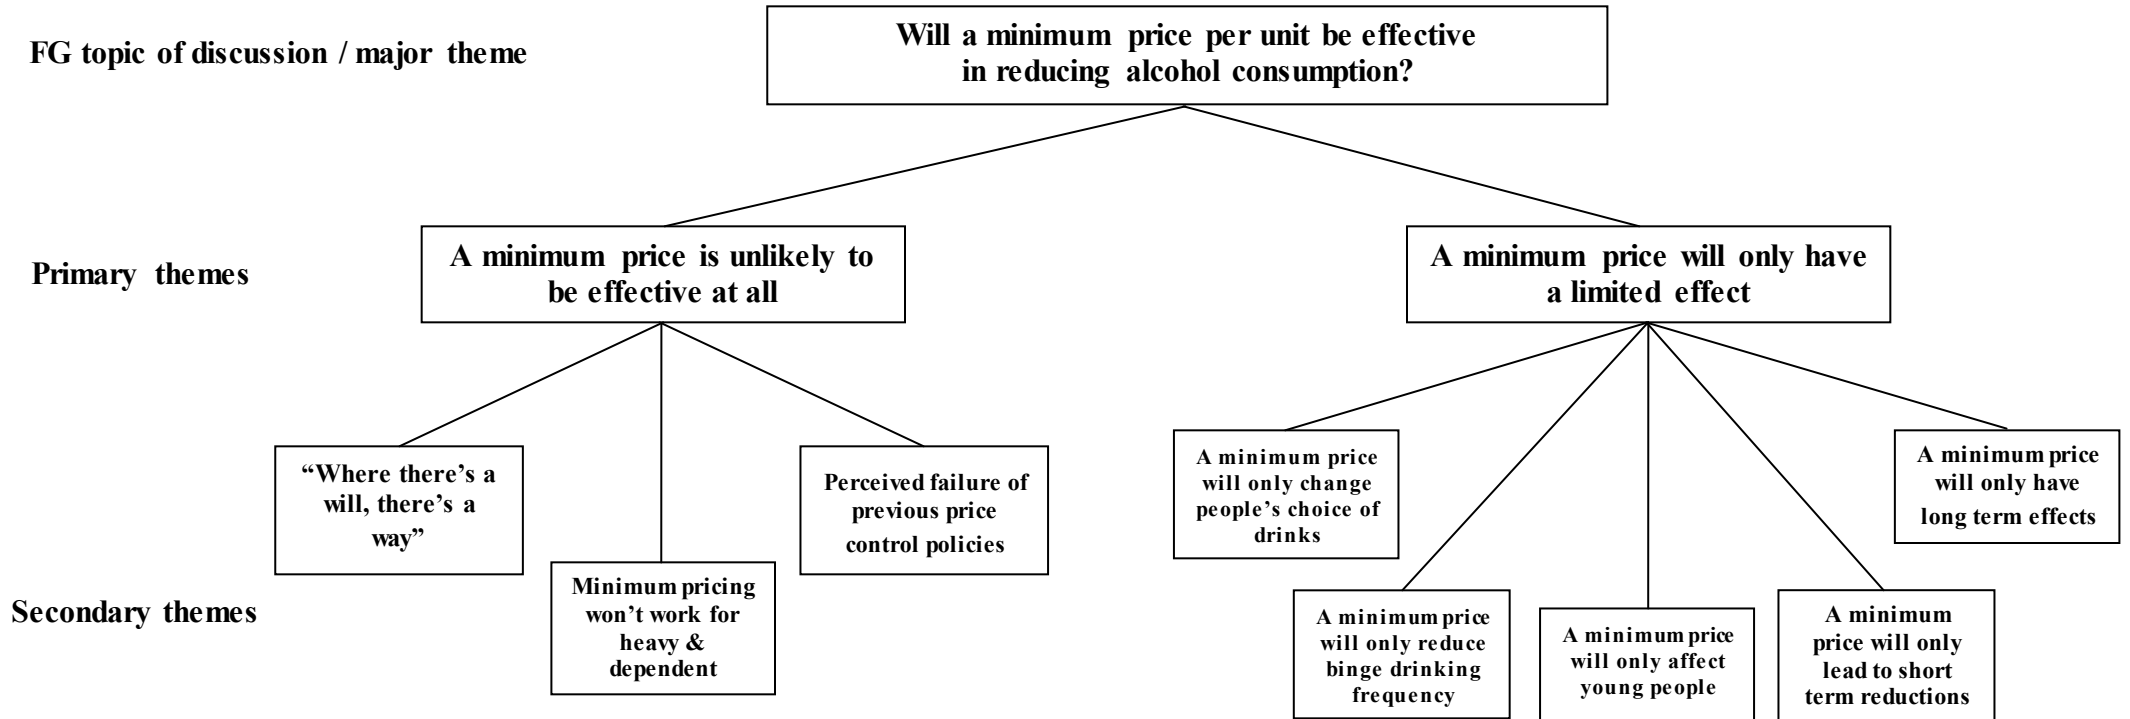 FG topic of discussion / major theme
Will a minimum price per unit be effective
in reducing alcohol consumption?
Primary themes
A minimum price is unlikely to
be effective at all
A minimum price will only have
a limited effect
Secondary themes
“Where there’s a
will, there’s a
way”
Minimum pricing
won’t work for
heavy &
dependent
Perceived failure of
previous price
control policies
A minimum price
will only change
people’s choice of
drinks
A minimum price
will only reduce
binge drinking
frequency
A minimum price
will only affect
young people
A minimum
price will only
lead to short
term reductions
A minimum price
will only have
long term effects